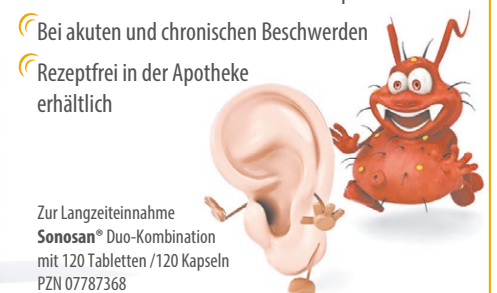 Bei akuten und chronischen Beschwerden
Rezeptfrei in der Apotheke
erhältlich
Zur Langzeiteinnahme
Sonosan® Duo-Kombination
mit 120 Tabletten /120 Kapseln
PZN 07787368